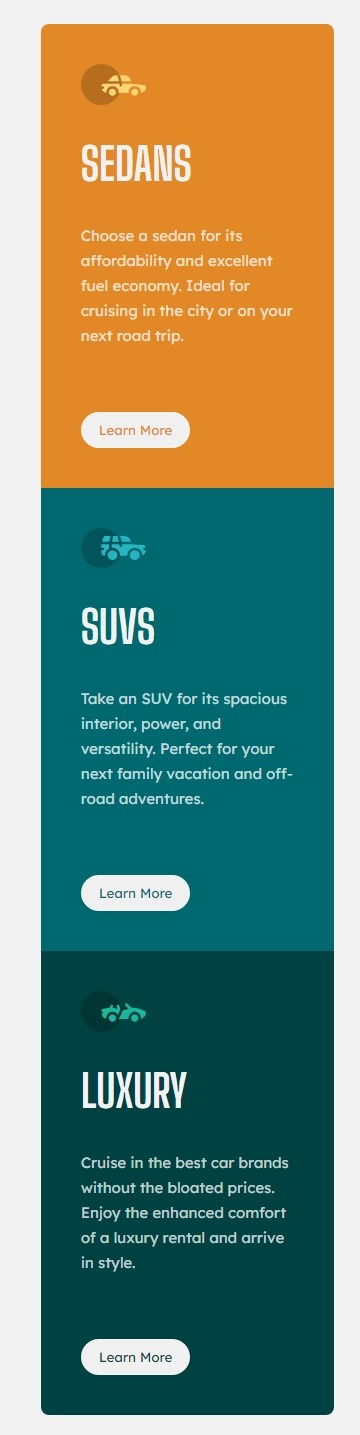 SEDANS
Choose a sedan for its
affordability and excellent
fuel economy. Ideal for
cruising in the city or on your
next road trip.
Learn More
SUVS
Take an SUV for its spacious
interior, power, and
versatility. Perfect for your
next family vacation and off-
road adventures.
Learn More
LUXURY
Cruise in the best car brands
without the bloated prices.
Enjoy the enhanced comfort
of a luxury rental and arrive
in style.
Learn More